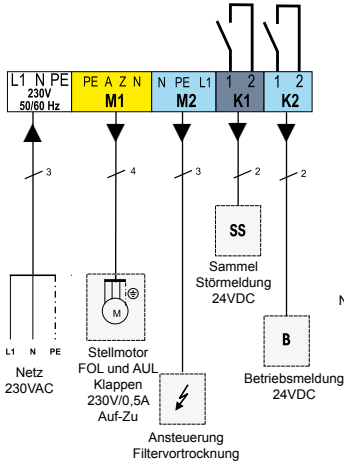 L1 N PE
230V
50/60 Hz
PE A Z N
M1
N PE L1
M2
1 2
K1
1 2
K2
3
4
3
2
2
SS
Sammel
Störmeldung
24VDC
L1 N PE
Netz
230VAC
M
Stellmotor
FOL und AUL
Klappen
230V/0,5A
Auf-Zu
B
Betriebsmeldung
24VDC
N
Ansteuerung
Filtervortrocknung